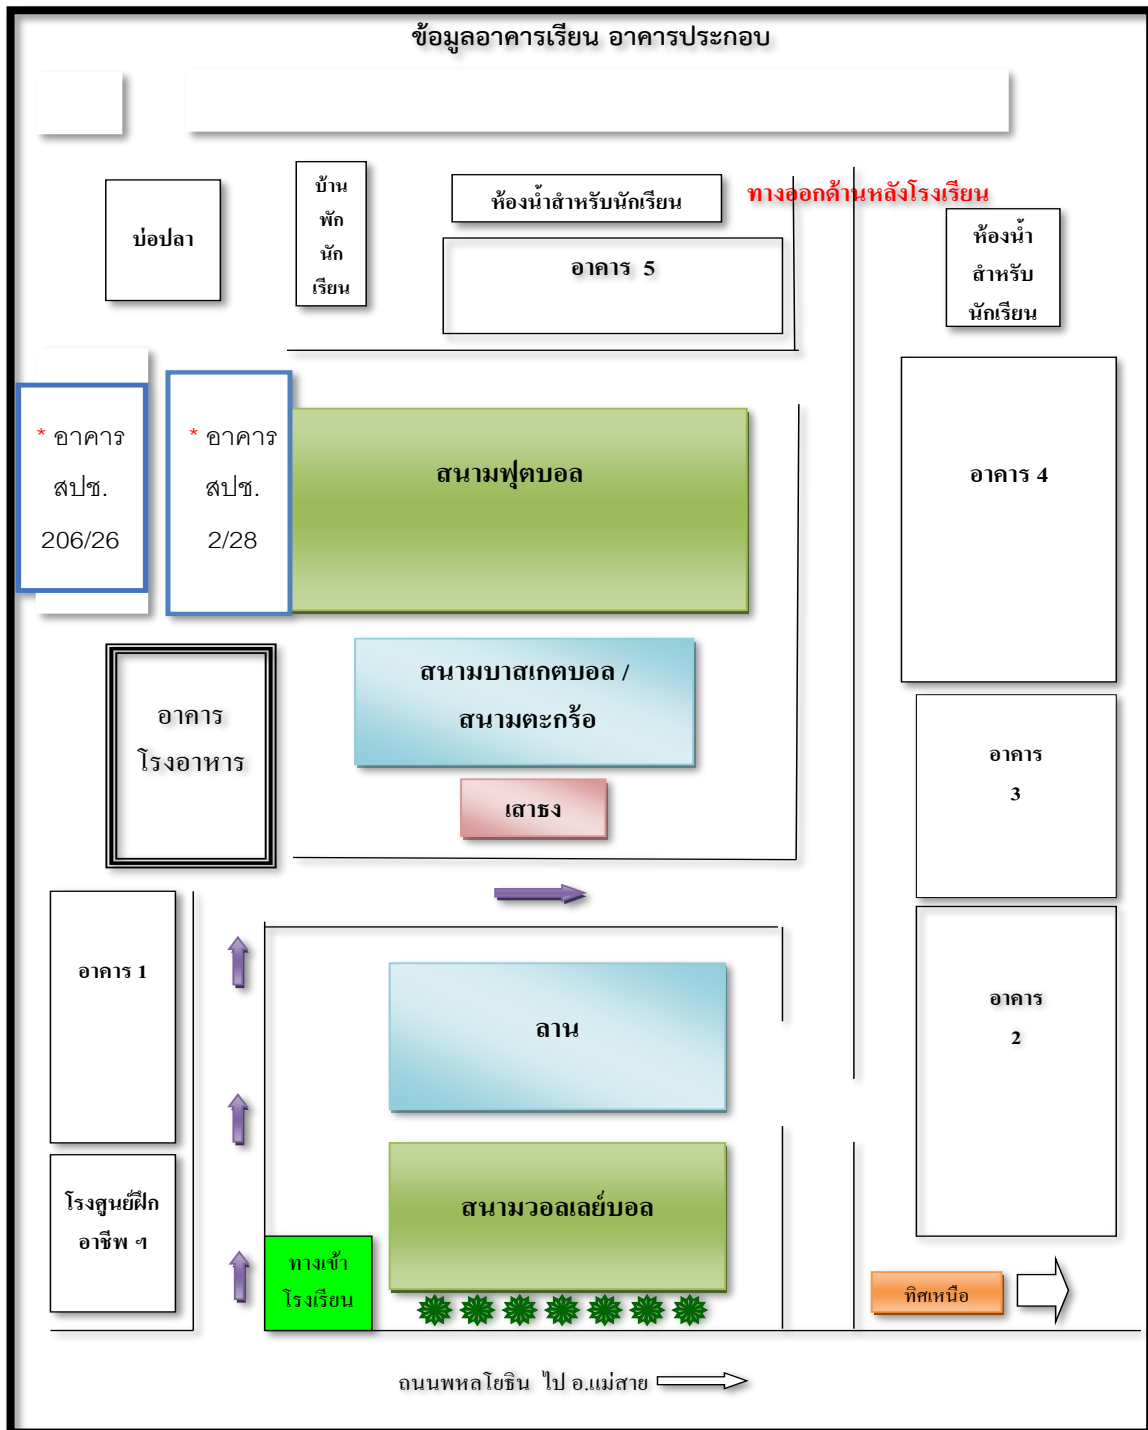 ข้อมูลอาคารเรียน อาคารประกอบ
บ่อปลา
บ้าน
พัก
นัก
เรียน
ห้องน้ำสำหรับนักเรียน
ทางออกด้านหลังโรงเรียน
อาคาร 5
ห้องน้ำ
สำหรับ
นักเรียน
* อาคาร
สปช.
206/26
* อาคาร
สปช.
2/28
สนามฟุตบอล
อาคาร 4
สนามบาสเกตบอล /
สนามตะกร้อ
อาคาร
โรงอาหาร
เสาธง
อาคาร
3
อาคาร 1
ลาน
อาคาร
2
โรงศูนย์ฝึก
อาชีพ ฯ
สนามวอลเลย์บอล
ทางเข้า
โรงเรียน
ทิศเหนือ
ถนนพหลโยธิน ไป อ.แม่สาย